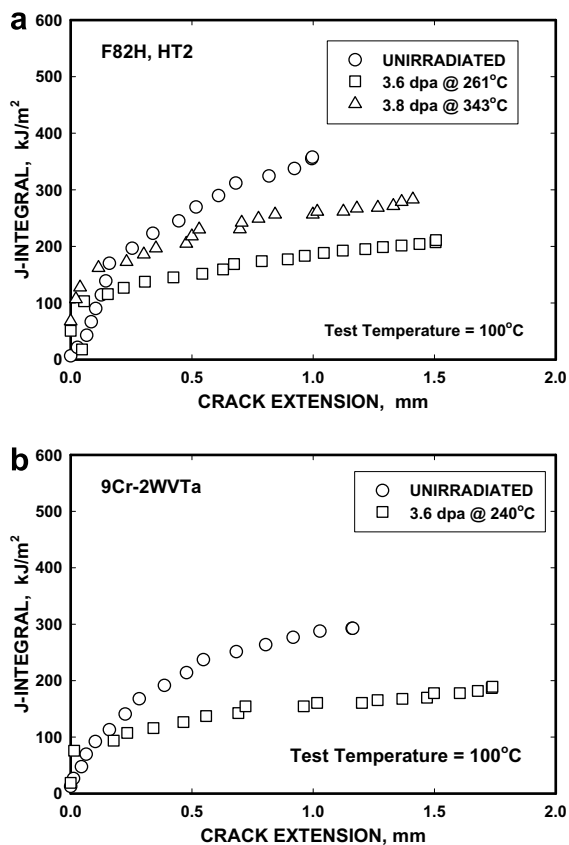 a
F82H, HT2
UNIRRADIATED
3.6 dpa @ 261°C
3.8 dpa @ 343°C
600
500
400
300
200
100
0
J-INTEGRAL, kJ/m²
Test Temperature = 100°C
0.0 0.5 1.0 1.5 2.0
CRACK EXTENSION, mm
b
9Cr-2WVTa
UNIRRADIATED
3.6 dpa @ 240°C
600
500
400
300
200
100
0
J-INTEGRAL, kJ/m²
Test Temperature = 100°C
0.0 0.5 1.0 1.5 2.0
CRACK EXTENSION, mm